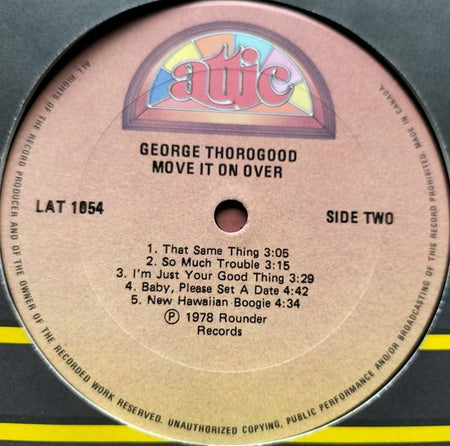 attic
GEORGE THOROGOOD
MOVE IT ON OVER
LAT 1054
SIDE TWO
1. That Same Thing 3:05
2. So Much Trouble 3:15
3. I'm Just Your Good Thing 3:29
4. Baby, Please Set A Date 4:42
5. New Hawaiian Boogie 4:34
Ⓟ 1978 Rounder
Records
ALL RIGHTS OF THE RECORD PRODUCER AND OF THE OWNER OF THE RECORDED WORK RESERVED. UNAUTHORIZED COPYING, PUBLIC PERFORMANCE AND/OR BROADCASTING OF THIS RECORD PROHIBITED. MADE IN CANADA.